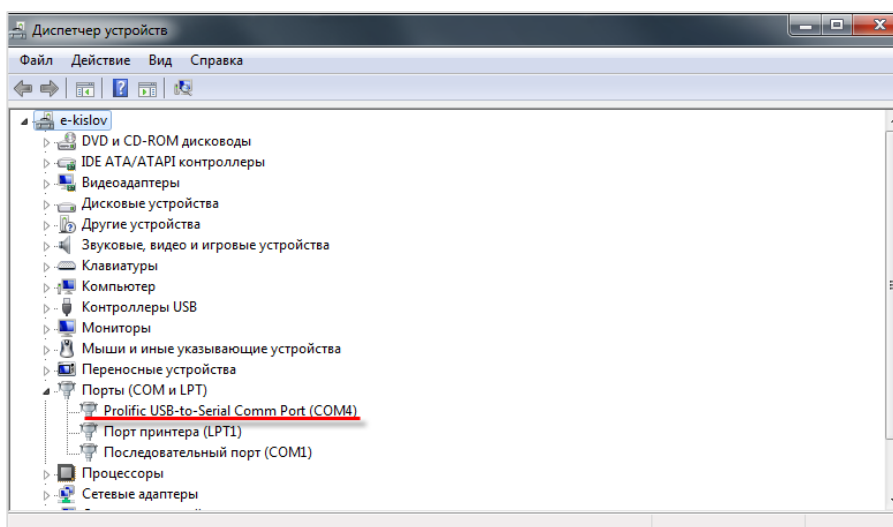 Диспетчер устройств
Файл Действие Вид Справка
e-kislov
DVD и CD-ROM дисководы
IDE ATA/ATAPI контроллеры
Видеоадаптеры
Дисковые устройства
Другие устройства
Звуковые, видео и игровые устройства
Клавиатуры
Компьютер
Контроллеры USB
Мониторы
Мыши и иные указывающие устройства
Переносные устройства
Порты (COM и LPT)
Prolific USB-to-Serial Comm Port (COM4)
Порт принтера (LPT1)
Последовательный порт (COM1)
Процессоры
Сетевые адаптеры